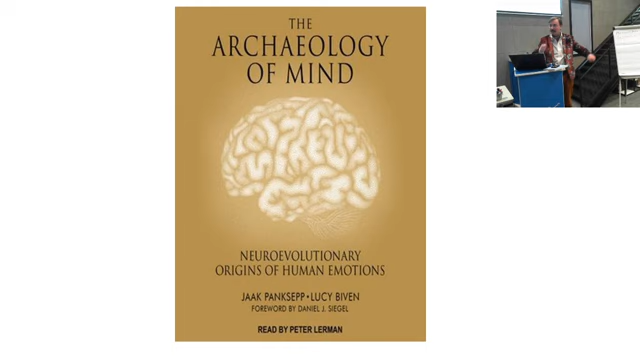 THE
ARCHAEOLOGY
OF MIND
NEUROEVOLUTIONARY
ORIGINS OF HUMAN EMOTIONS
JAAK PANKSEPP • LUCY BIVEN
FOREWORD BY DANIEL J. SIEGEL
READ BY PETER LERMAN